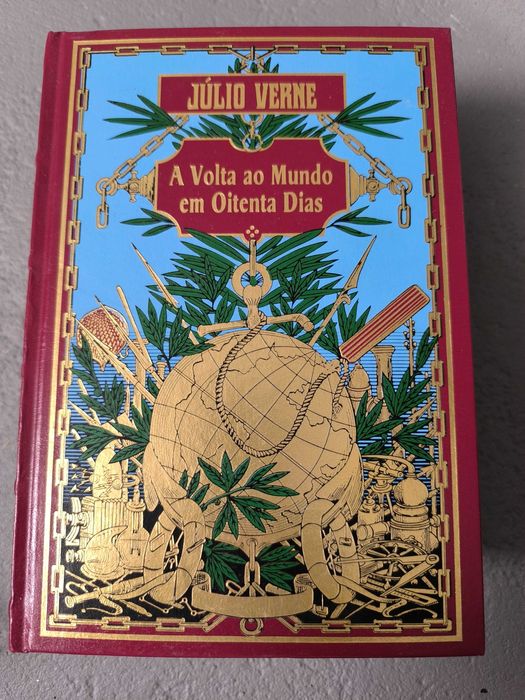 JÚLIO VERNE
A Volta ao Mundo
em Oitenta Dias